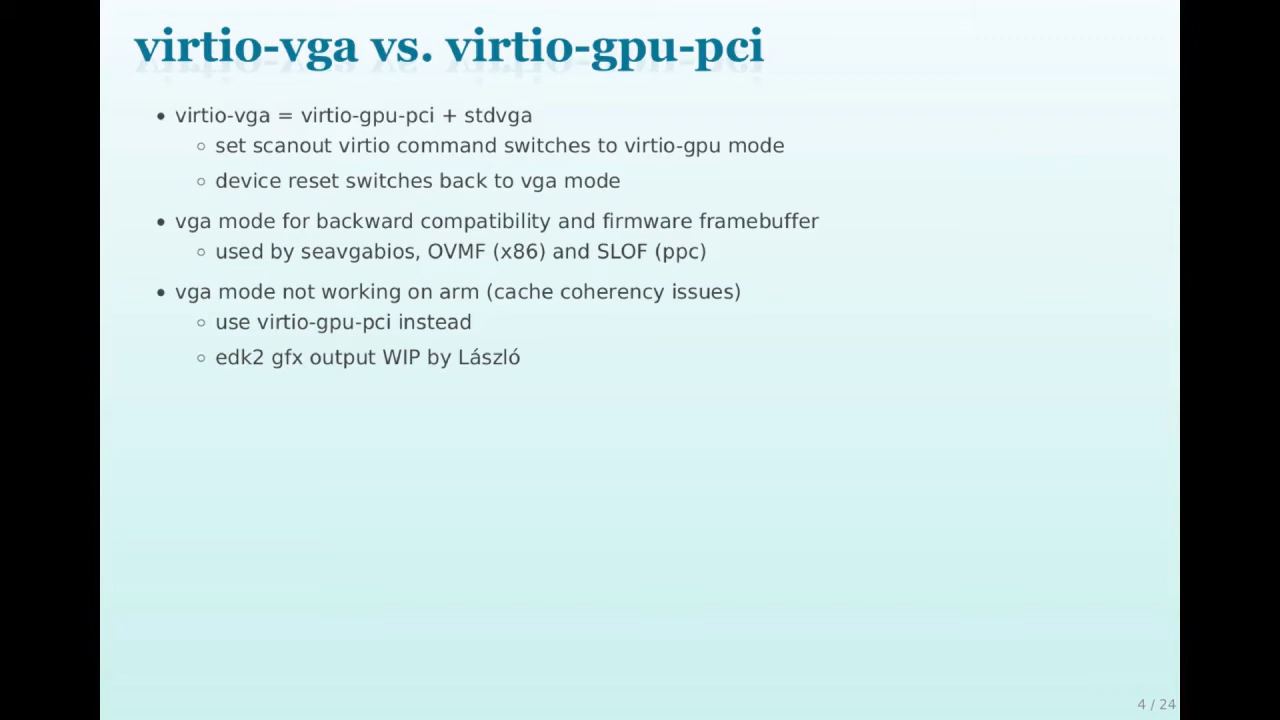 virtio-vga vs. virtio-gpu-pci
• virtio-vga = virtio-gpu-pci + stdvga
◦ set scanout virtio command switches to virtio-gpu mode
◦ device reset switches back to vga mode
• vga mode for backward compatibility and firmware framebuffer
◦ used by seavgabios, OVMF (x86) and SLOF (ppc)
• vga mode not working on arm (cache coherency issues)
◦ use virtio-gpu-pci instead
◦ edk2 gfx output WIP by László
4 / 24